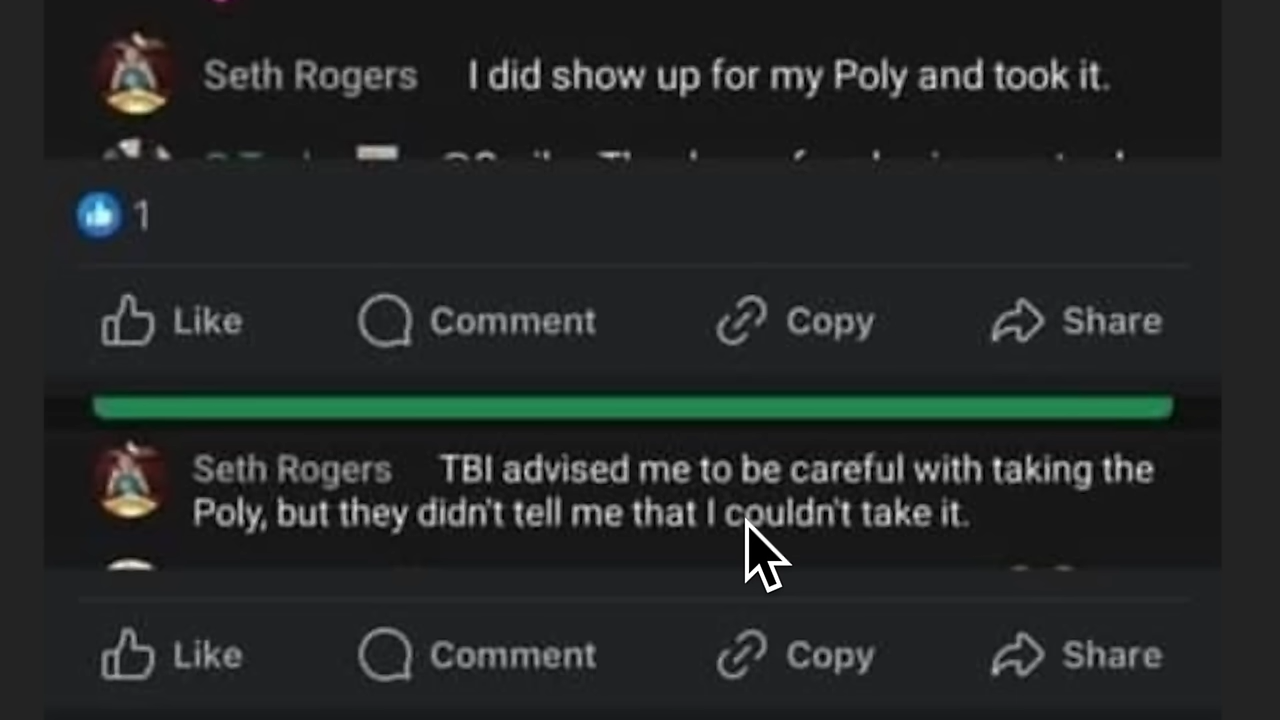 Seth Rogers I did show up for my Poly and took it.
1
Like Comment Copy Share
Seth Rogers TBI advised me to be careful with taking the
Poly, but they didn't tell me that I couldn't take it.
Like Comment Copy Share